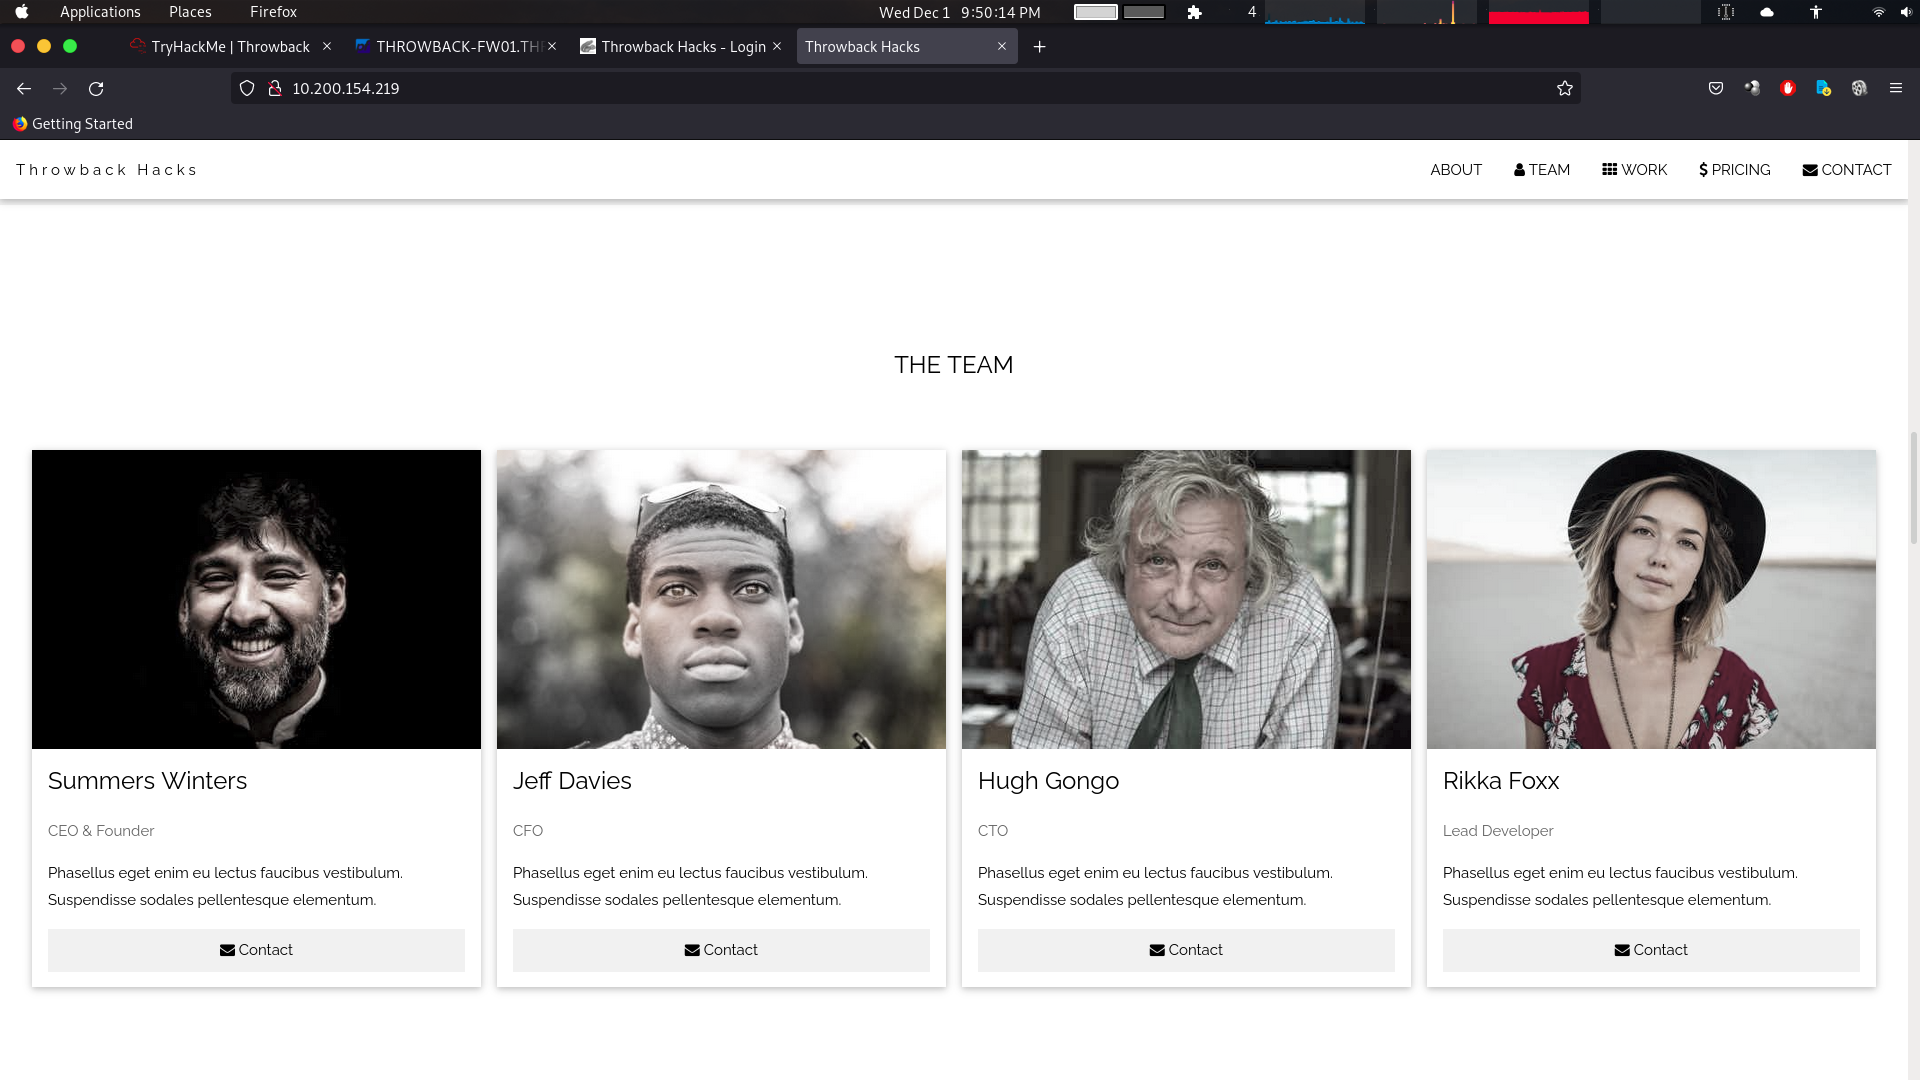 Applications Places Firefox Wed Dec 1 9:50:14 PM 4
TryHackMe | Throwback THROWBACK-FW01.TH Throwback Hacks - Login Throwback Hacks
10.200.154.219
Getting Started
Throwback Hacks ABOUT TEAM WORK $ PRICING CONTACT
THE TEAM
Summers Winters
CEO & Founder
Phasellus eget enim eu lectus faucibus vestibulum.
Suspendisse sodales pellentesque elementum.
Contact
Jeff Davies
CFO
Phasellus eget enim eu lectus faucibus vestibulum.
Suspendisse sodales pellentesque elementum.
Contact
Hugh Gongo
CTO
Phasellus eget enim eu lectus faucibus vestibulum.
Suspendisse sodales pellentesque elementum.
Contact
Rikka Foxx
Lead Developer
Phasellus eget enim eu lectus faucibus vestibulum.
Suspendisse sodales pellentesque elementum.
Contact